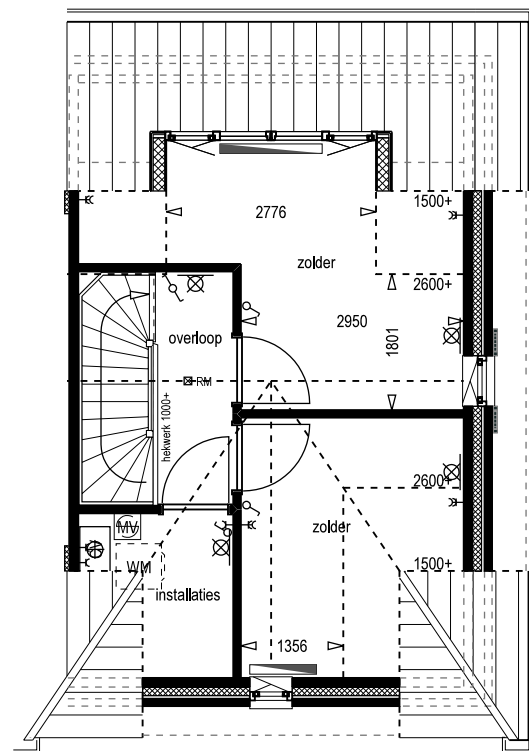 1500+
2776
zolder
2600+
2950
1801
overloop
RM
hekwerk 1000+
2600+
zolder
MV
WM
1500+
installaties
1356